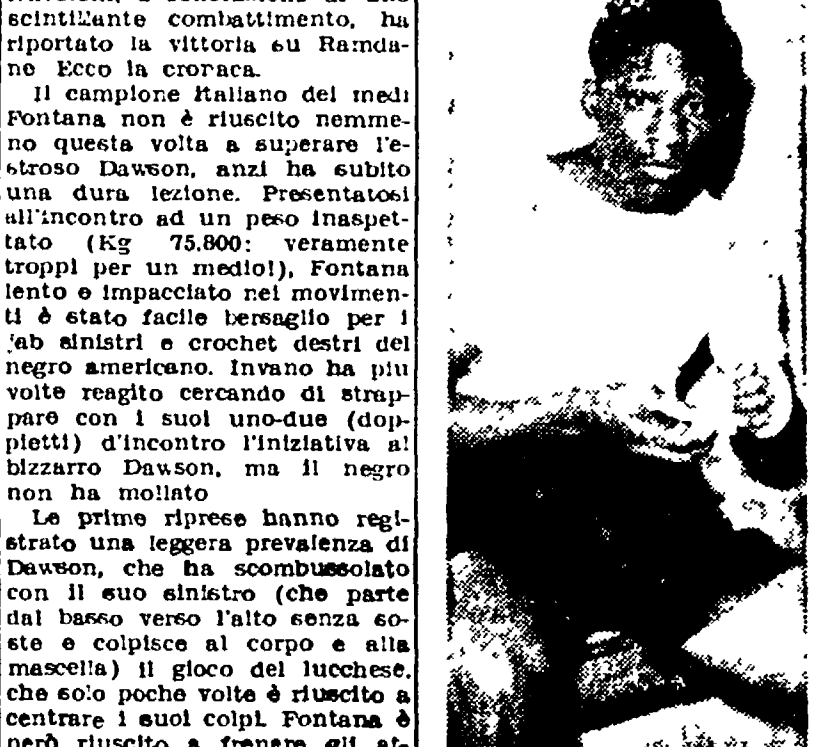 scintillante combattimento, ha
riportato la vittoria su Ramda-
ne Ecco la cronaca.
Il campione italiano dei medi
Fontana non è riuscito nemme-
no questa volta a superare l'e-
stroso Dawson, anzi ha subito
una dura lezione. Presentatosi
all'incontro ad un peso inaspet-
tato (Kg 75,800: veramente
troppi per un medio!), Fontana
lento e impacciato nei movimen-
ti è stato facile bersaglio per i
jab sinistri e crochet destri del
negro americano. Invano ha più
volte reagito cercando di strap-
pare con i suoi uno-due (dop-
pietti) d'incontro l'iniziativa al
bizzarro Dawson, ma il negro
non ha mollato
Le prime riprese hanno regi-
strato una leggera prevalenza di
Dawson, che ha scombussolato
con il suo sinistro (che parte
dal basso verso l'alto senza so-
ste e colpisce al corpo e alla
mascella) il gioco del lucchese,
che solo poche volte è riuscito a
centrare i suoi colpi. Fontana è
però riuscito a frenare gli at-